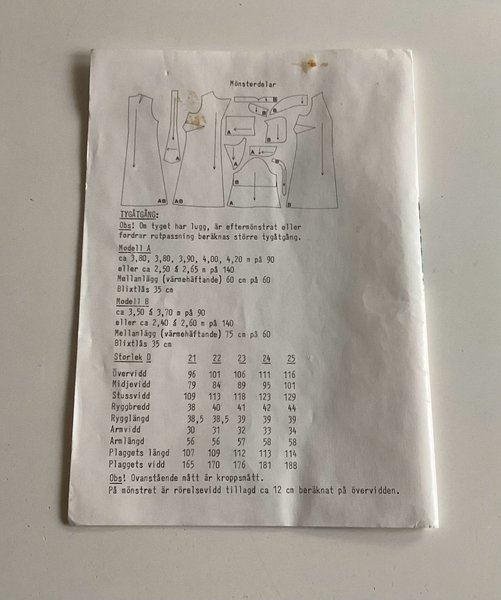 Mönsterdelar
A
AB
AB
A
B
B
A
B
A
B
A
B
B
TYGÅTGÅNG:
Obs! Om tyget har lugg, är eftermönstrat eller
fordrar rutpassning beräknas större tygåtgång.
Modell A
ca 3,80, 3,80, 3,90, 4,00, 4,20 m på 90
eller ca 2,50 á 2,65 m på 140
Mellanlägg (värmehäftande) 60 cm på 60
Blixtlås 35 cm
Modell B
ca 3,50 á 3,70 m på 90
eller ca 2,40 á 2,60 m på 140
Mellanlägg (värmehäftande) 75 cm på 60
Blixtlås 35 cm
Storlek D 21 22 23 24 25
Övervidd 96 101 106 111 116
Midjevidd 79 84 89 95 101
Stussvidd 109 113 118 123 129
Ryggbredd 38 40 41 42 44
Rygglängd 38,5 38,5 39 39 39
Armvidd 30 31 32 33 34
Armlängd 56 56 57 58 58
Plaggets längd 107 109 112 113 114
Plaggets vidd 165 170 176 181 188
Obs! Ovanstående mått är kroppsmått.
På mönstret är rörelsevidd tillagd ca 12 cm beräknat på övervidden.